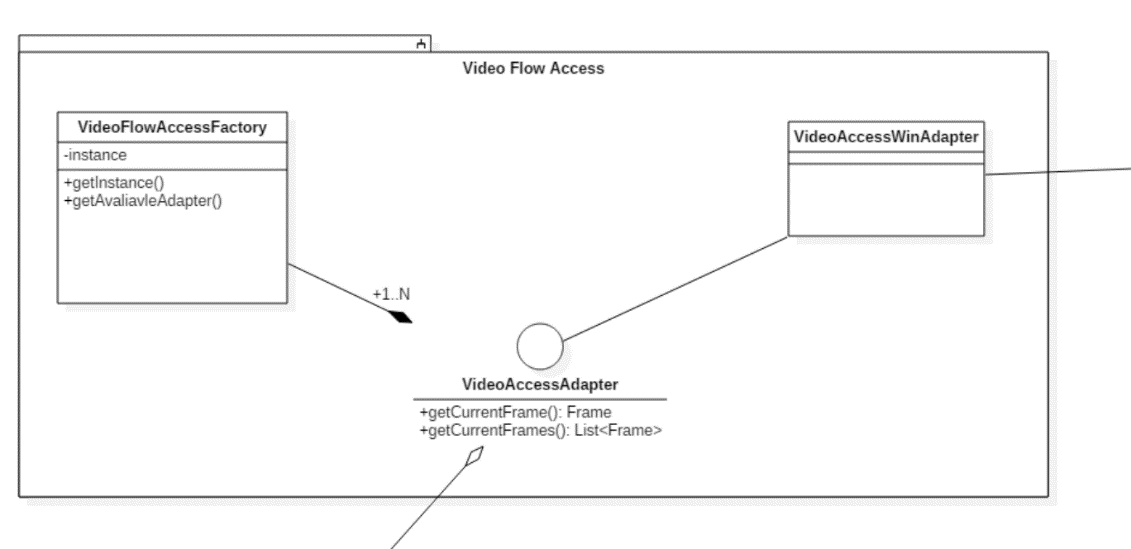 Video Flow Access
VideoFlowAccessFactory
-instance
+getInstance()
+getAvaliavleAdapter()
VideoAccessWinAdapter
+1..N
VideoAccessAdapter
+getCurrentFrame(): Frame
+getCurrentFrames(): List<Frame>